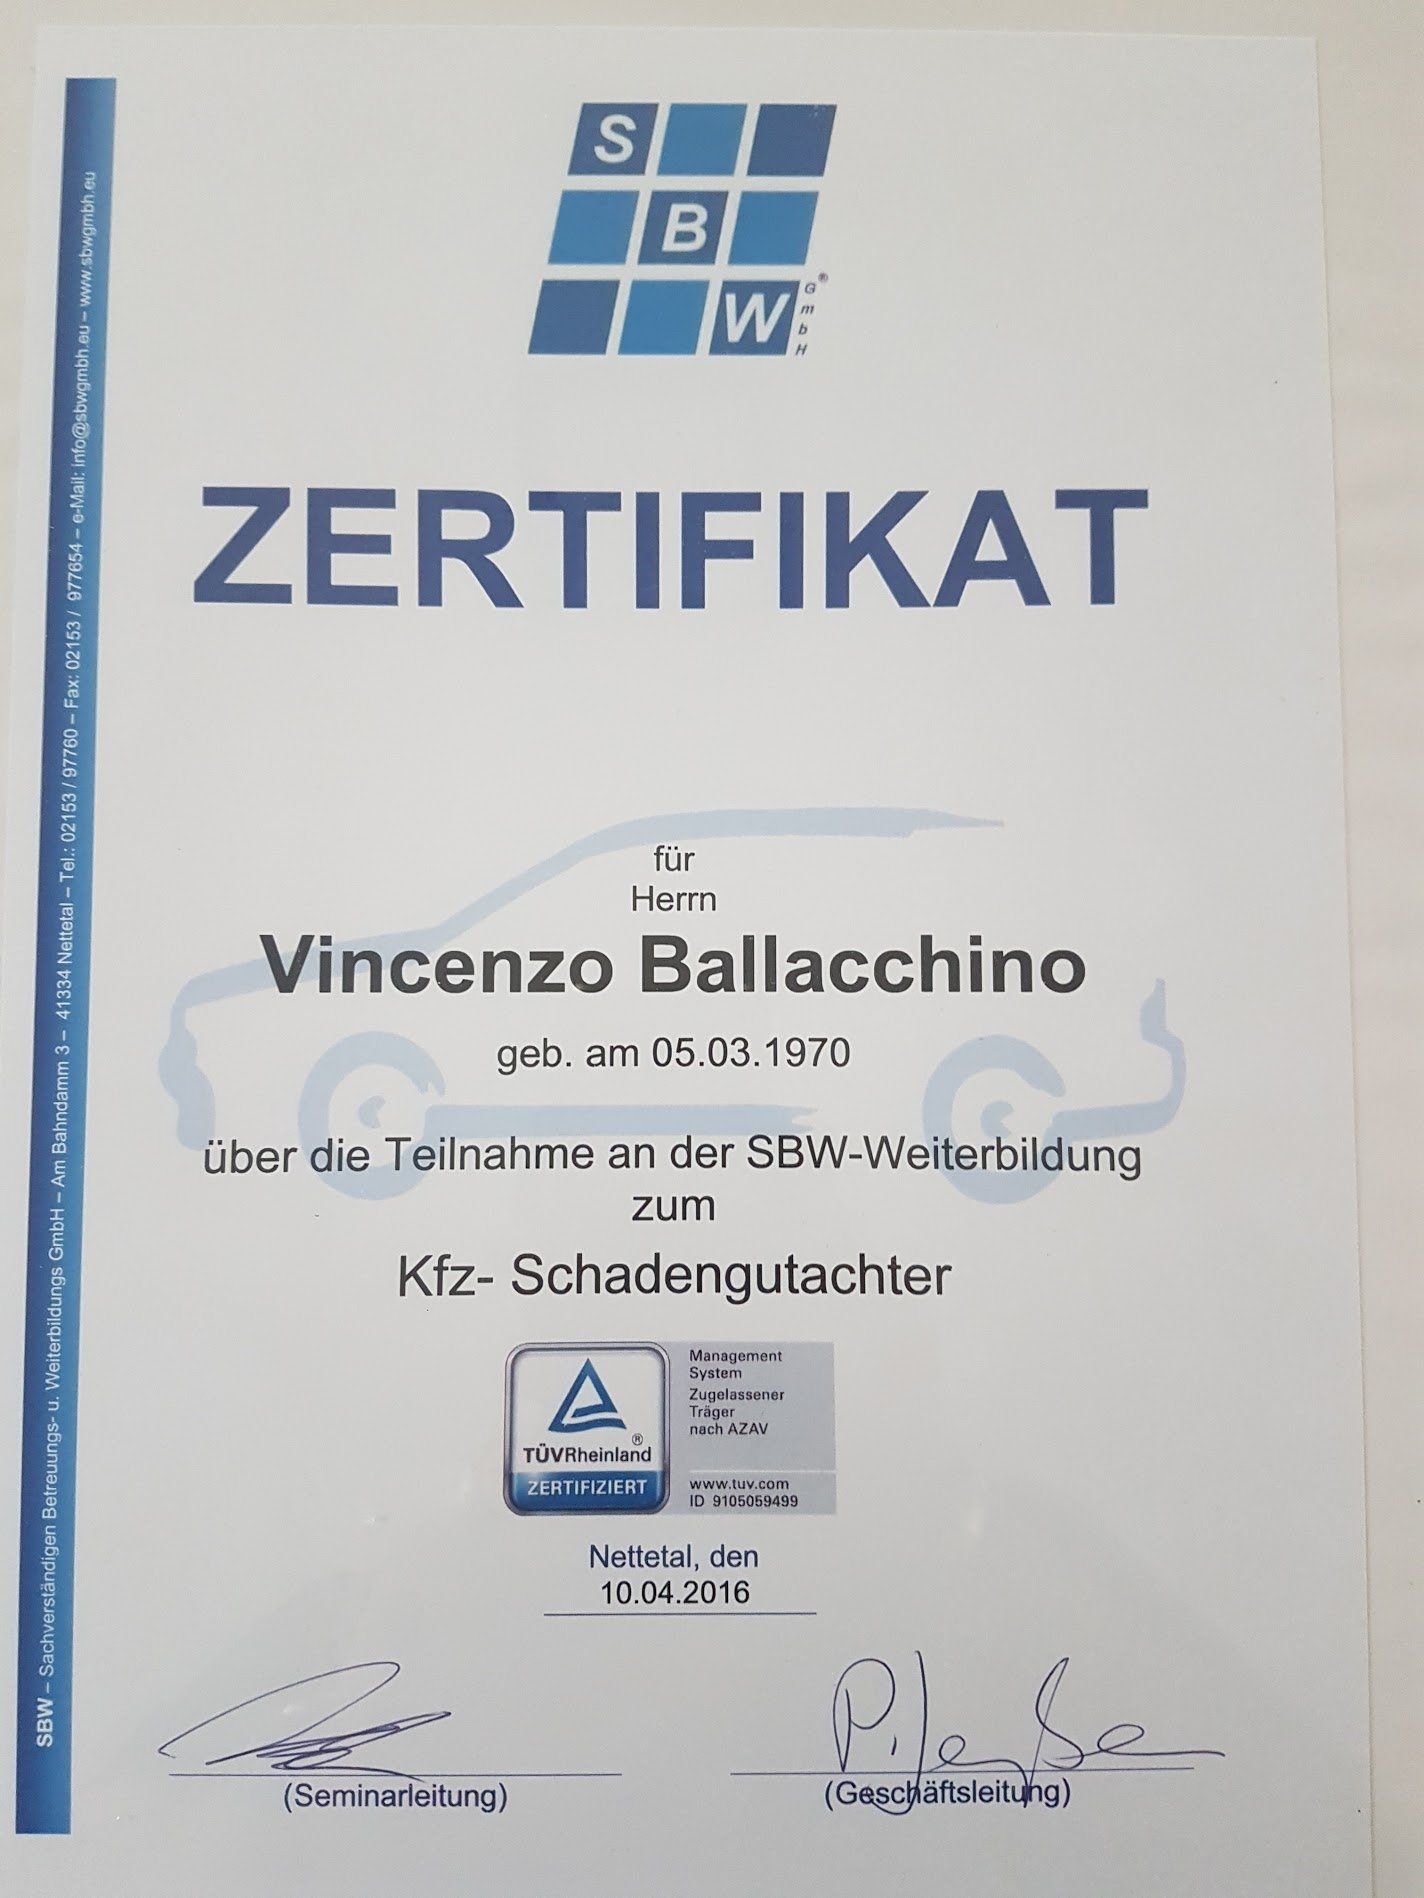 S
B
W
GmbH®
ZERTIFIKAT
für
Herrn
Vincenzo Ballacchino
geb. am 05.03.1970
über die Teilnahme an der SBW-Weiterbildung
zum
Kfz- Schadengutachter
TÜVRheinland
®
ZERTIFIZIERT
Management
System
Zugelassener
Träger
nach AZAV
www.tuv.com
ID 9105059499
Nettetal, den
10.04.2016
(Seminarleitung)
(Geschäftsleitung)
SBW – Sachverständigen Betreuungs- u. Weiterbildungs GmbH – Am Bahndamm 3 – 41334 Nettetal – Tel.: 02153 / 97760 – Fax: 02153 / 977654 – e-Mail: info@sbwgmbh.eu – www.sbwgmbh.eu